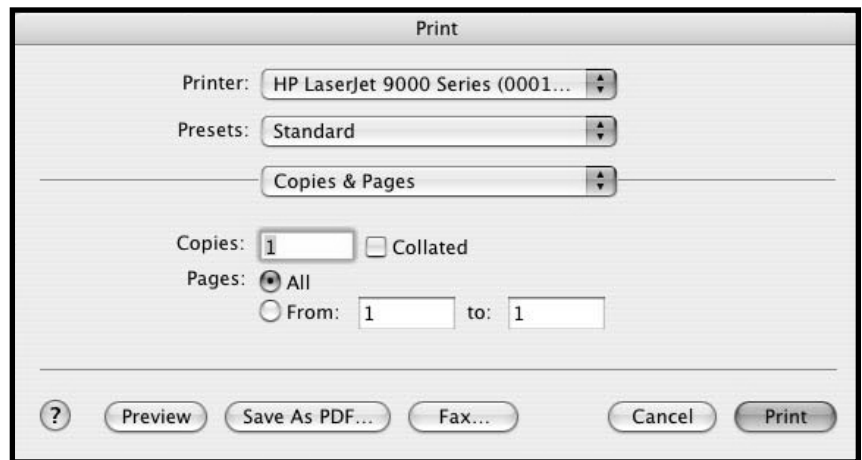 Print
Printer: HP LaserJet 9000 Series (0001...
Presets: Standard
Copies & Pages
Copies: 1 Collated
Pages: All
From: 1 to: 1
? Preview Save As PDF... Fax... Cancel Print